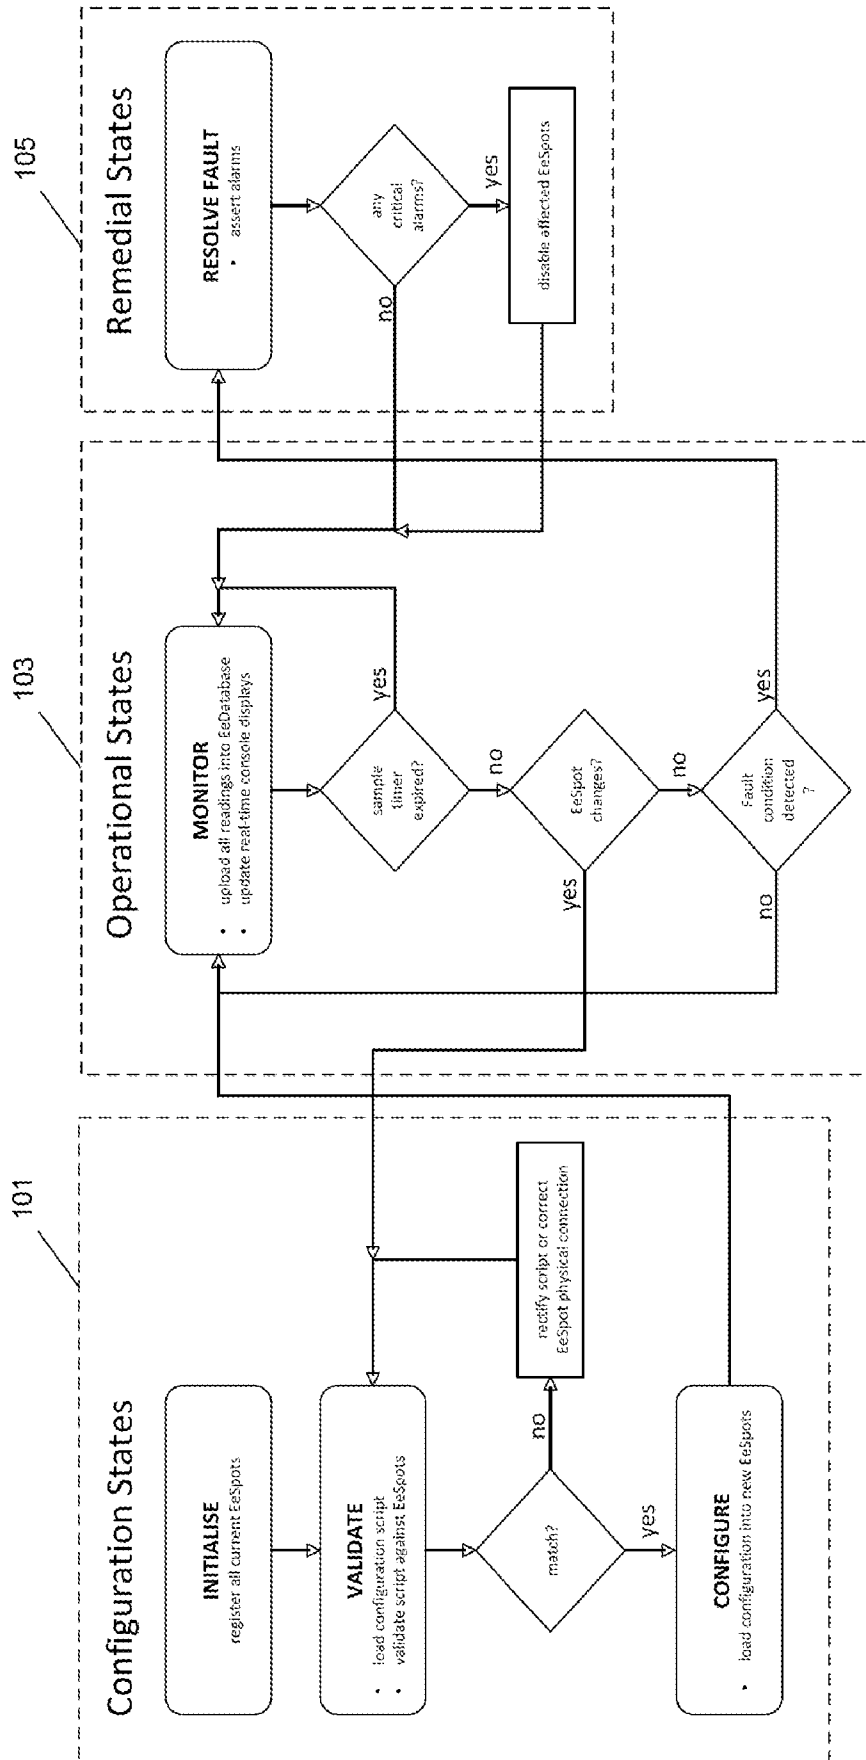 101
Configuration States
INITIALISE
register all current EeSpots
VALIDATE
• load configuration script
• validate script against EeSpots
match?
no
rectify script or correct
EeSpot physical connection
yes
CONFIGURE
• load configuration into new EeSpots
103
Operational States
MONITOR
• upload all readings into EeDatabase
• update real-time console displays
sample
timer
expired?
yes
no
EeSpot
changes?
yes
no
Fault
condition
detected
?
no
yes
105
Remedial States
RESOLVE FAULT
• assert alarms
any
critical
alarms?
no
yes
disable affected EeSpots